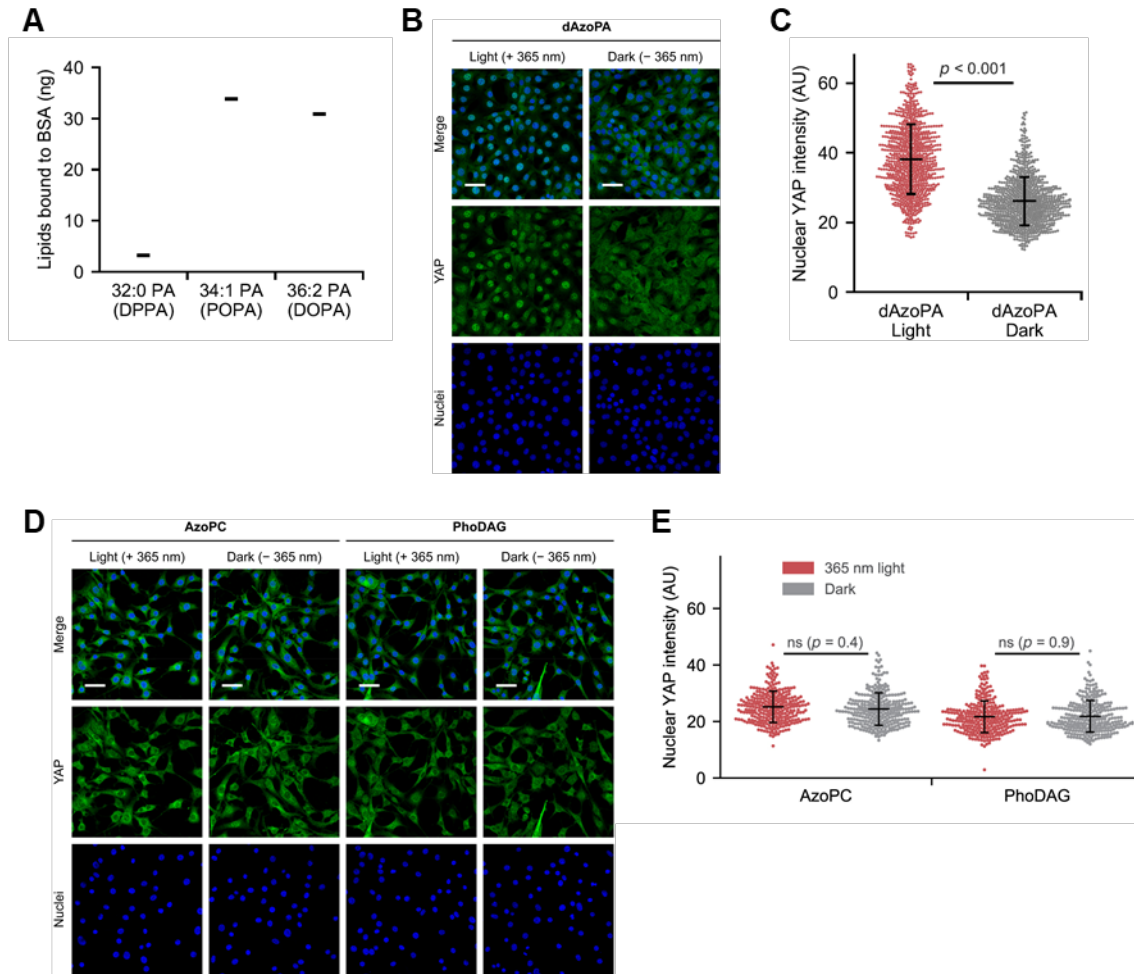 A
Lipids bound to BSA (ng)
40
30
20
10
0
32:0 PA 34:1 PA 36:2 PA
(DPPA) (POPA) (DOPA)
B
dAzoPA
Light (+ 365 nm) Dark (− 365 nm)
Merge
YAP
Nuclei
C
Nuclear YAP intensity (AU)
p < 0.001
60
40
20
0
dAzoPA dAzoPA
Light Dark
D
AzoPC PhoDAG
Light (+ 365 nm) Dark (− 365 nm) Light (+ 365 nm) Dark (− 365 nm)
Merge
YAP
Nuclei
E
Nuclear YAP intensity (AU)
365 nm light
Dark
ns (p = 0.4) ns (p = 0.9)
60
40
20
0
AzoPC PhoDAG